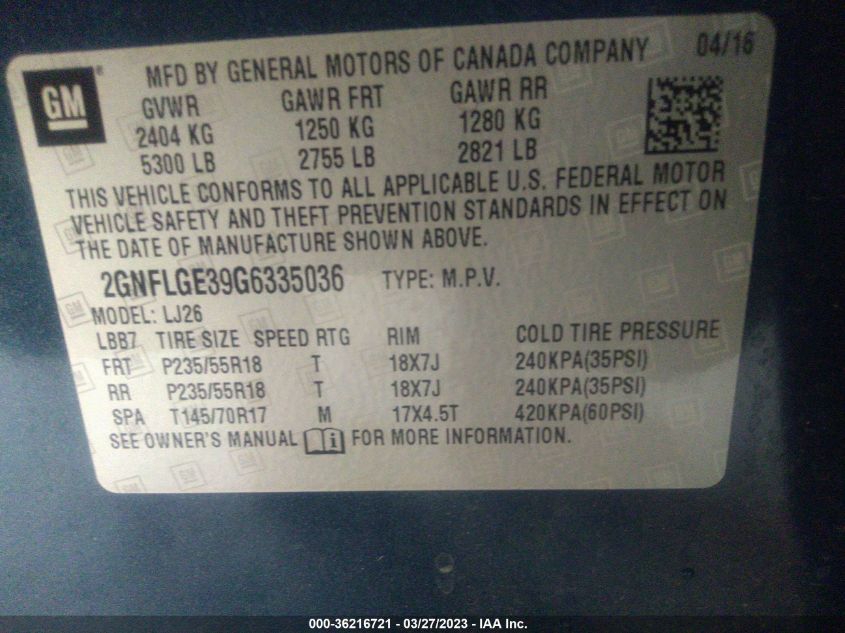 GM
MFD BY GENERAL MOTORS OF CANADA COMPANY 04/16
GVWR GAWR FRT GAWR RR
2404 KG 1250 KG 1280 KG
5300 LB 2755 LB 2821 LB
THIS VEHICLE CONFORMS TO ALL APPLICABLE U.S. FEDERAL MOTOR
VEHICLE SAFETY AND THEFT PREVENTION STANDARDS IN EFFECT ON
THE DATE OF MANUFACTURE SHOWN ABOVE.
2GNFLGE39G6335036 TYPE: M.P.V.
MODEL: LJ26
LBB7 TIRE SIZE SPEED RTG RIM COLD TIRE PRESSURE
FRT P235/55R18 T 18X7J 240KPA(35PSI)
RR P235/55R18 T 18X7J 240KPA(35PSI)
SPA T145/70R17 M 17X4.5T 420KPA(60PSI)
SEE OWNER'S MANUAL FOR MORE INFORMATION.
000-36216721 - 03/27/2023 - IAA Inc.